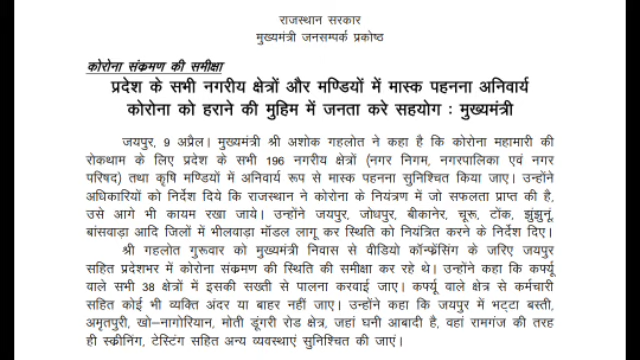 राजस्थान सरकार
मुख्यमंत्री जनसम्पर्क प्रकोष्ठ
कोरोना संक्रमण की समीक्षा
प्रदेश के सभी नगरीय क्षेत्रों और मण्डियों में मास्क पहनना अनिवार्य
कोरोना को हराने की मुहिम में जनता करे सहयोग : मुख्यमंत्री
जयपुर, 9 अप्रैल। मुख्यमंत्री श्री अशोक गहलोत ने कहा है कि कोरोना महामारी की
रोकथाम के लिए प्रदेश के सभी 196 नगरीय क्षेत्रों (नगर निगम, नगरपालिका एवं नगर
परिषद) तथा कृषि मण्डियों में अनिवार्य रूप से मास्क पहनना सुनिश्चित किया जाए। उन्होंने
अधिकारियों को निर्देश दिये कि राजस्थान ने कोरोना के नियंत्रण में जो सफलता प्राप्त की है,
उसे आगे भी कायम रखा जाये। उन्होंने जयपुर, जोधपुर, बीकानेर, चूरू, टोंक, झुंझुनूं,
बांसवाड़ा आदि जिलों में भीलवाड़ा मॉडल लागू कर स्थिति को नियंत्रित करने के निर्देश दिए।
श्री गहलोत गुरूवार को मुख्यमंत्री निवास से वीडियो कॉन्फ्रेंसिंग के जरिए जयपुर
सहित प्रदेशभर में कोरोना संक्रमण की स्थिति की समीक्षा कर रहे थे। उन्होंने कहा कि कर्फ्यू
वाले सभी 38 क्षेत्रों में इसकी सख्ती से पालना करवाई जाए। कर्फ्यू वाले क्षेत्र से कर्मचारी
सहित कोई भी व्यक्ति अंदर या बाहर नहीं जाए। उन्होंने कहा कि जयपुर में भट्टा बस्ती,
अमृतपुरी, खो-नागोरियान, मोती डूंगरी रोड क्षेत्र, जहां घनी आबादी है, वहां रामगंज की तरह
ही स्क्रीनिंग, टेस्टिंग सहित अन्य व्यवस्थाएं सुनिश्चित की जाएं।